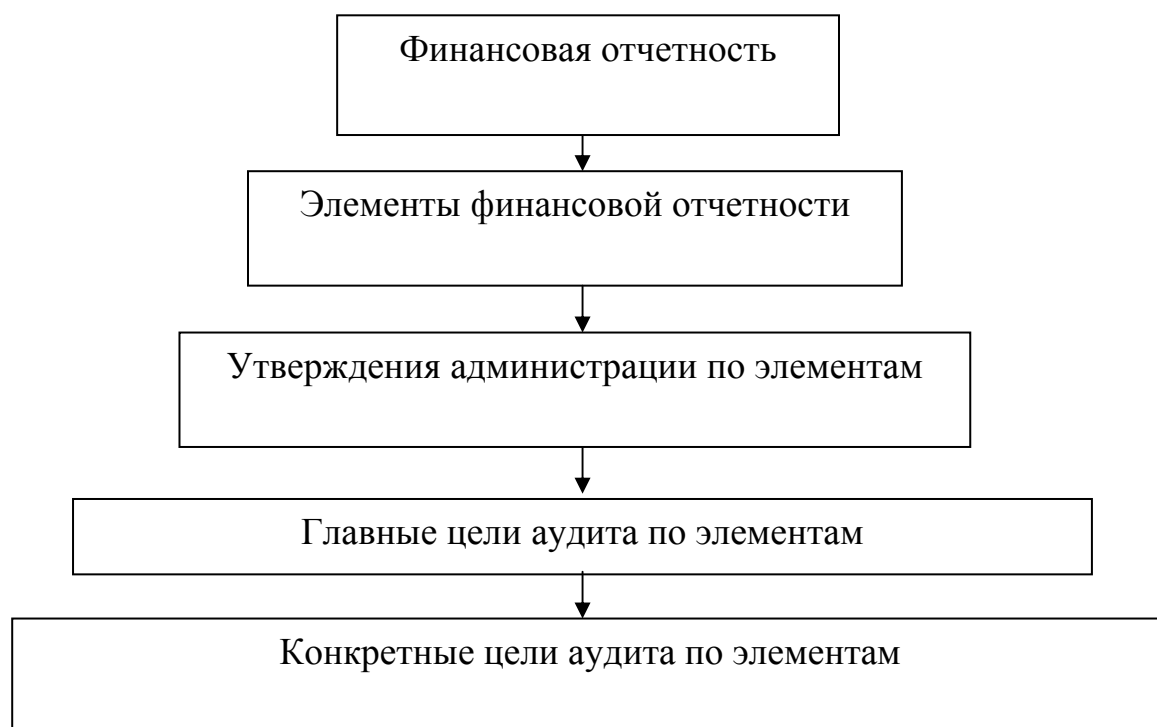 Финансовая отчетность
Элементы финансовой отчетности
Утверждения администрации по элементам
Главные цели аудита по элементам
Конкретные цели аудита по элементам